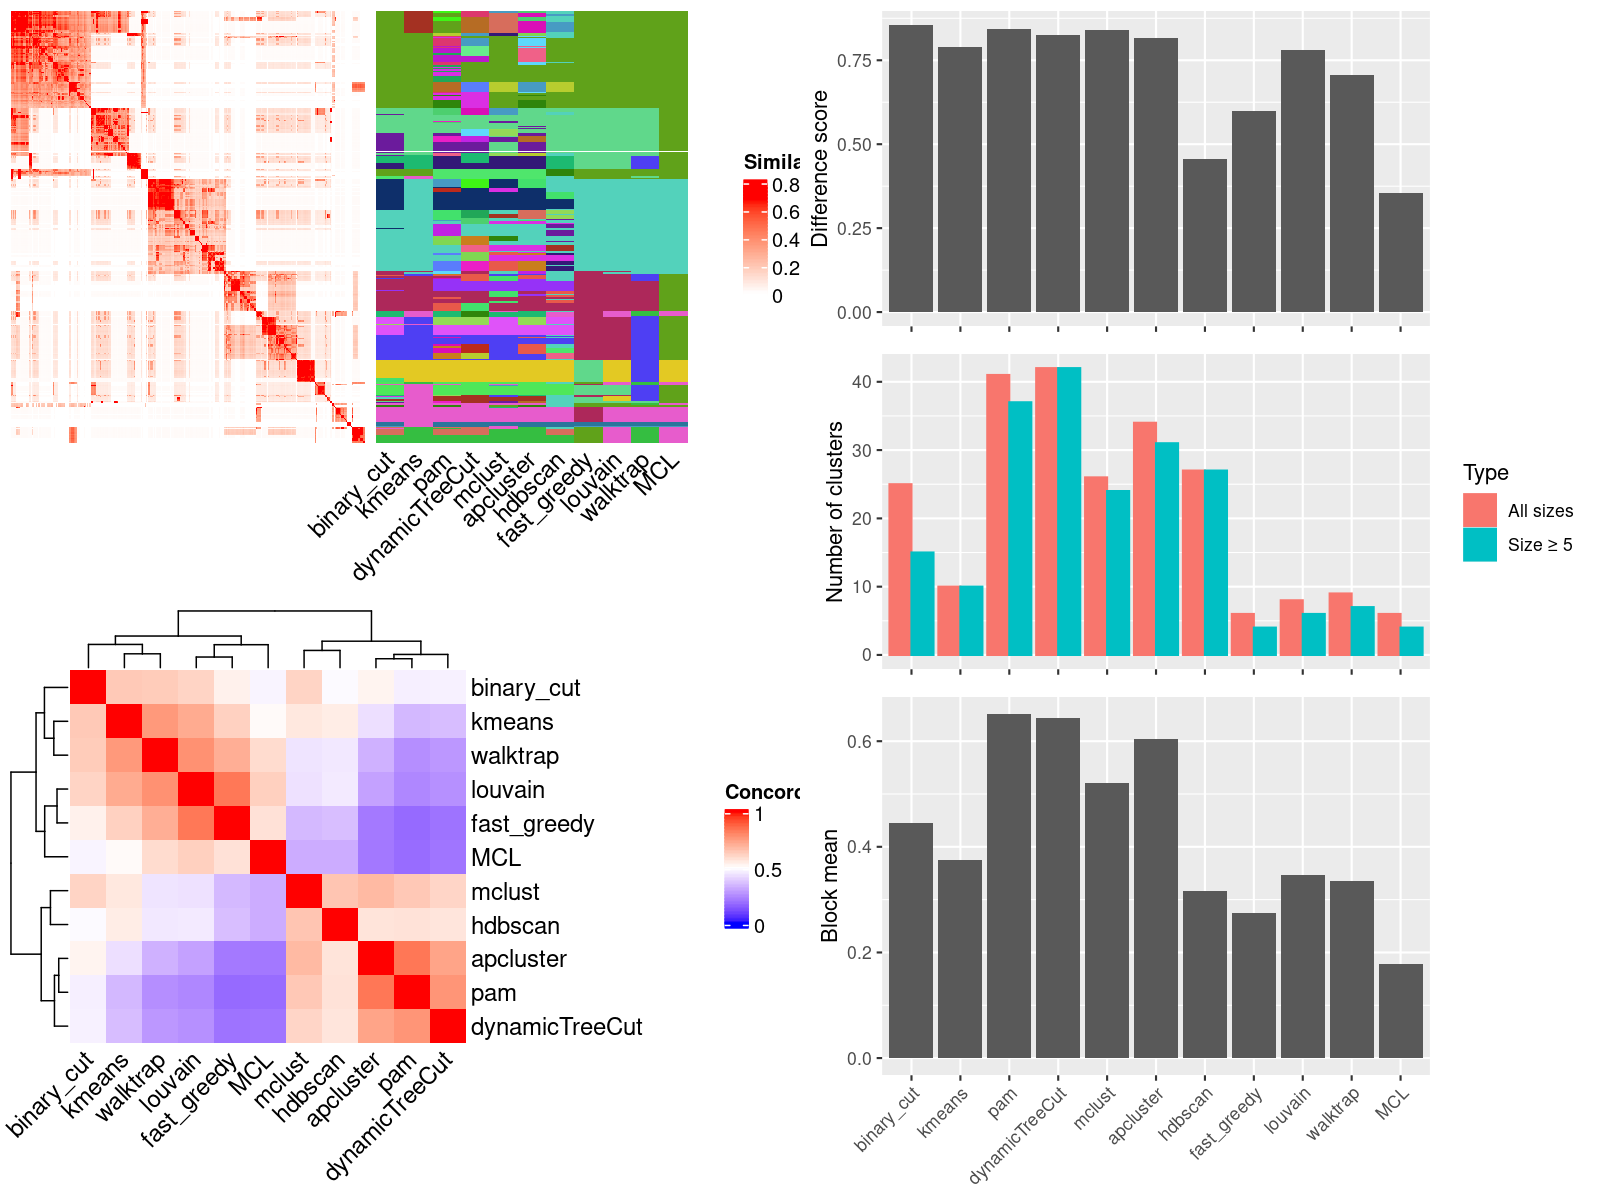 Simila
0.8
0.6
0.4
0.2
0
binary_cut
kmeans
pam
dynamicTreeCut
mclust
apcluster
hdbscan
fast_greedy
louvain
walktrap
MCL
Difference score
0.75
0.50
0.25
0.00
Number of clusters
40
30
20
10
0
Type
All sizes
Size ≥ 5
binary_cut
kmeans
walktrap
louvain
fast_greedy
MCL
mclust
hdbscan
apcluster
pam
dynamicTreeCut
binary_cut
kmeans
walktrap
louvain
fast_greedy
MCL
mclust
hdbscan
apcluster
pam
dynamicTreeCut
Concord
1
0.5
0
Block mean
0.6
0.4
0.2
0.0
binary_cut
kmeans
pam
dynamicTreeCut
mclust
apcluster
hdbscan
fast_greedy
louvain
walktrap
MCL